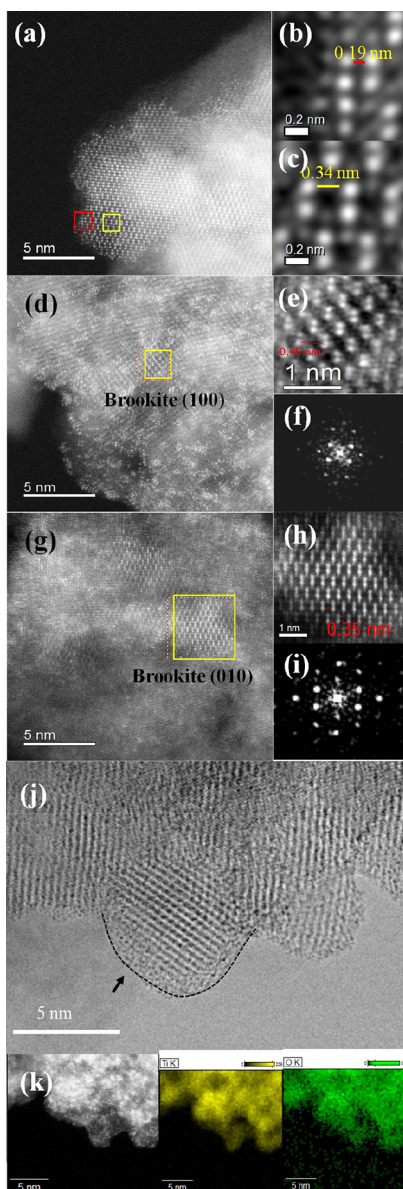 (a)
5 nm
(b)
0.19 nm
0.2 nm
(c)
0.34 nm
0.2 nm
(d)
Brookite (100)
5 nm
(e)
1 nm
(f)
(g)
Brookite (010)
5 nm
(h)
0.35 nm
1 nm
(i)
(j)
5 nm
(k)
5 nm
Ti K
5 nm
O K
5 nm